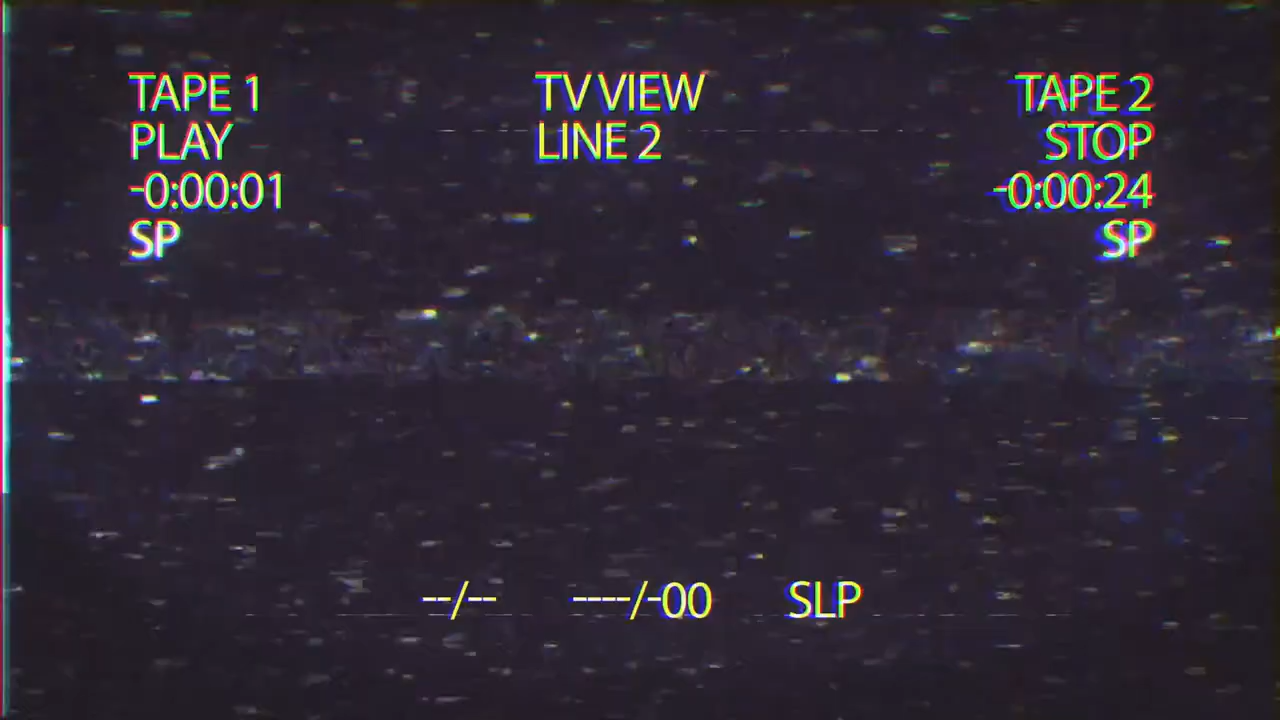 TAPE 1
PLAY
-0:00:01
SP
TV VIEW
LINE 2
TAPE 2
STOP
-0:00:24
SP
--/-- ----/-00 SLP